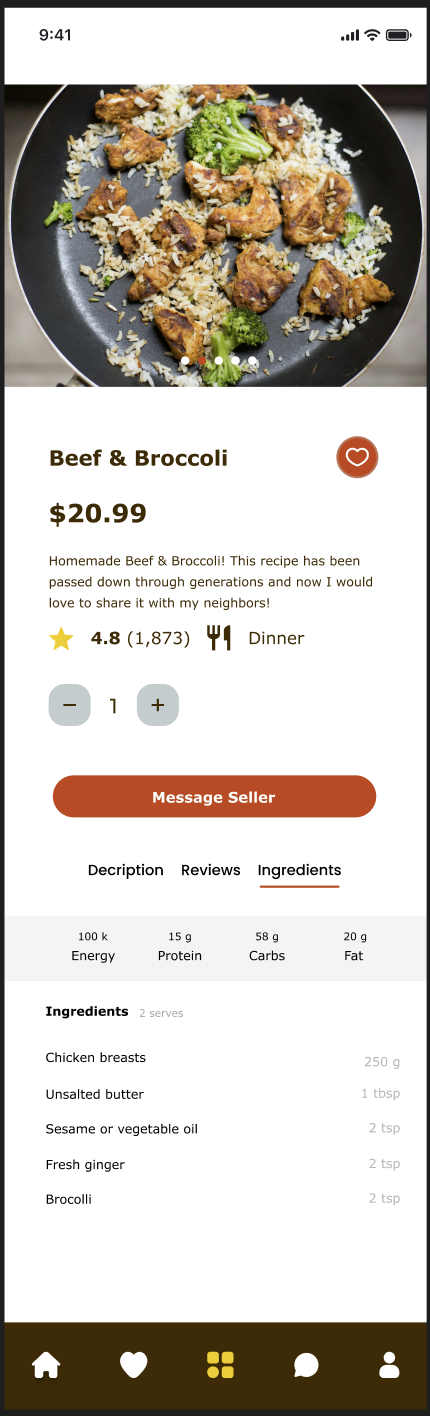 9:41
Beef & Broccoli
$20.99
Homemade Beef & Broccoli! This recipe has been
passed down through generations and now I would
love to share it with my neighbors!
4.8 (1,873) Dinner
− 1 +
Message Seller
Decription Reviews Ingredients
100 k 15 g 58 g 20 g
Energy Protein Carbs Fat
Ingredients 2 serves
Chicken breasts 250 g
Unsalted butter 1 tbsp
Sesame or vegetable oil 2 tsp
Fresh ginger 2 tsp
Brocolli 2 tsp